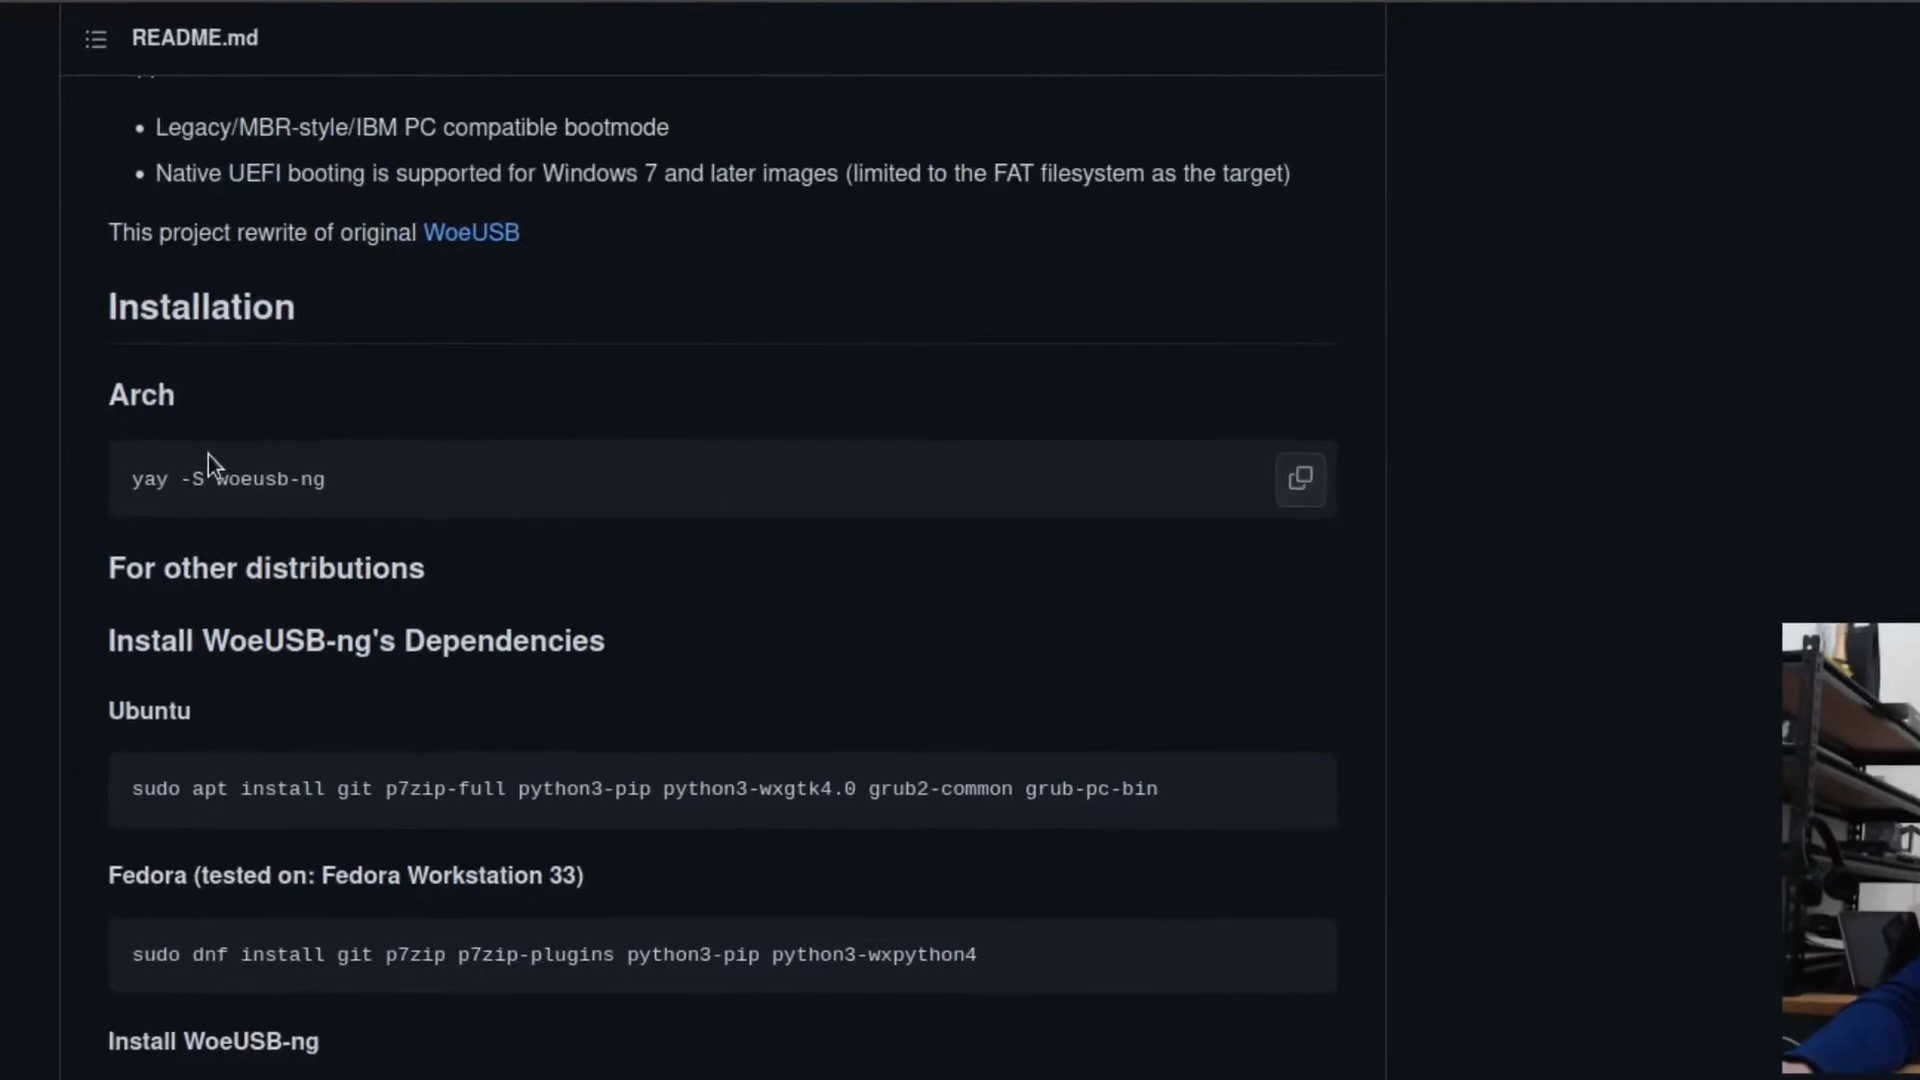 README.md
Legacy/MBR-style/IBM PC compatible bootmode
Native UEFI booting is supported for Windows 7 and later images (limited to the FAT filesystem as the target)
This project rewrite of original WoeUSB
Installation
Arch
yay -S woeusb-ng
For other distributions
Install WoeUSB-ng's Dependencies
Ubuntu
sudo apt install git p7zip-full python3-pip python3-wxgtk4.0 grub2-common grub-pc-bin
Fedora (tested on: Fedora Workstation 33)
sudo dnf install git p7zip p7zip-plugins python3-pip python3-wxpython4
Install WoeUSB-ng